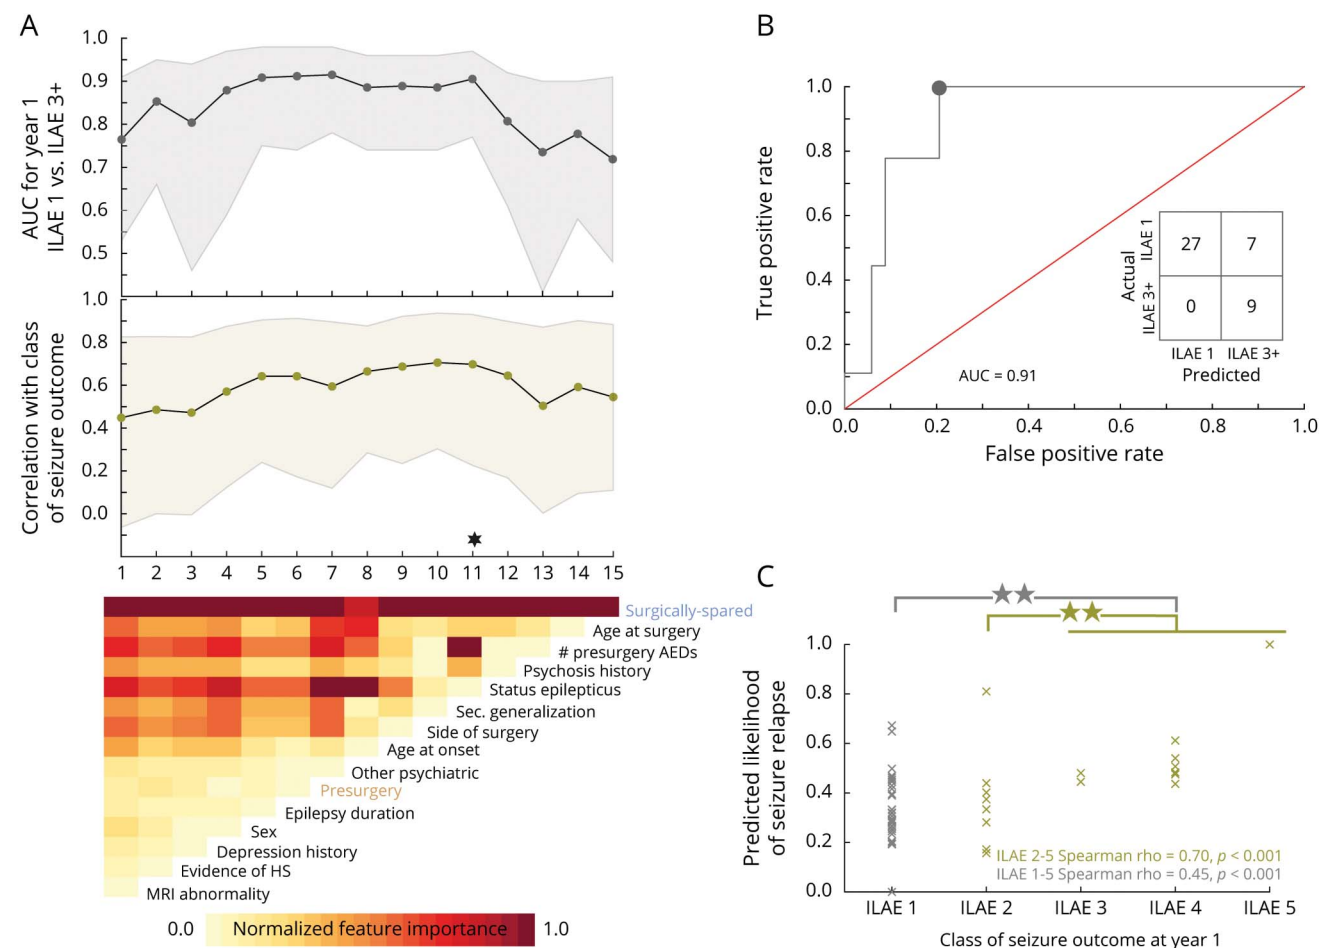 A
1.0
0.9
0.8
0.7
0.6
0.5
AUC for year 1
ILAE 1 vs. ILAE 3+
1.0
0.8
0.6
0.4
0.2
0.0
Correlation with class
of seizure outcome
1 2 3 4 5 6 7 8 9 10 11 12 13 14 15
Surgically-spared
Age at surgery
# presurgery AEDs
Psychosis history
Status epilepticus
Sec. generalization
Side of surgery
Age at onset
Other psychiatric
Presurgery
Epilepsy duration
Sex
Depression history
Evidence of HS
MRI abnormality
0.0 Normalized feature importance 1.0
B
1.0
0.8
0.6
0.4
0.2
0.0
True positive rate
0.0 0.2 0.4 0.6 0.8 1.0
False positive rate
AUC = 0.91
Actual
ILAE 1
ILAE 3+
27 7
0 9
ILAE 1 ILAE 3+
Predicted
C
1.0
0.8
0.6
0.4
0.2
0.0
Predicted likelihood
of seizure relapse
ILAE 2-5 Spearman rho = 0.70, p < 0.001
ILAE 1-5 Spearman rho = 0.45, p < 0.001
ILAE 1 ILAE 2 ILAE 3 ILAE 4 ILAE 5
Class of seizure outcome at year 1